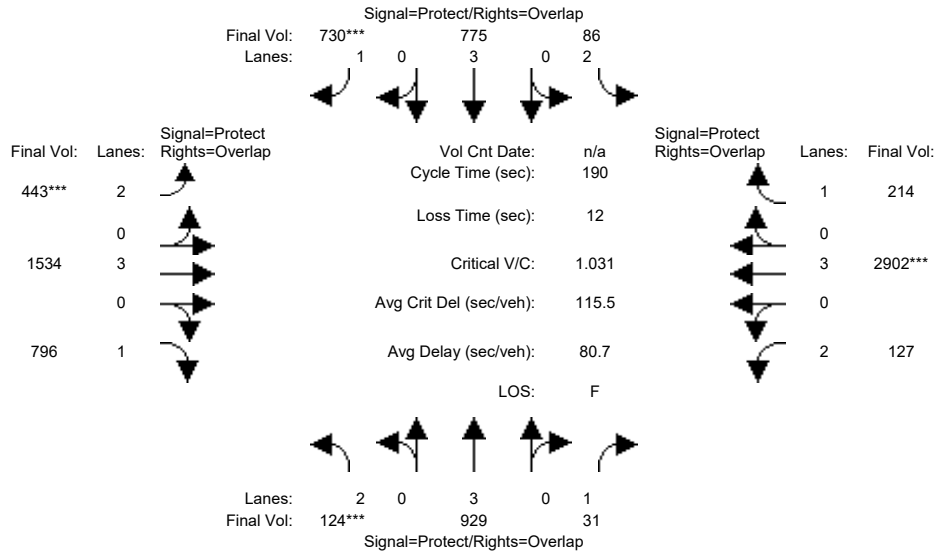 Signal=Protect/Rights=Overlap
Final Vol: 730*** 775 86
Lanes: 1 0 3 0 2
Signal=Protect
Final Vol: Lanes: Rights=Overlap
Vol Cnt Date: n/a
Signal=Protect
Rights=Overlap Lanes: Final Vol:
Cycle Time (sec): 190
443*** 2
1 214
Loss Time (sec): 12
0
0
1534 3
Critical V/C: 1.031
3 2902***
0
Avg Crit Del (sec/veh): 115.5
0
796 1
Avg Delay (sec/veh): 80.7
2 127
LOS: F
Lanes: 2 0 3 0 1
Final Vol: 124*** 929 31
Signal=Protect/Rights=Overlap